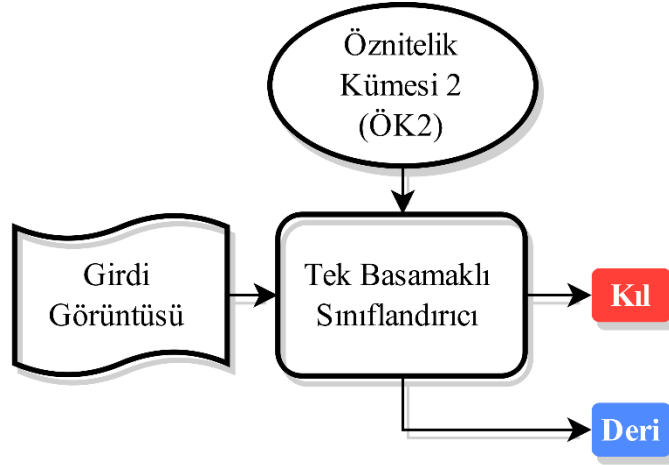 Öznitelik
Kümesi 2
(ÖK2)
Girdi
Görüntüsü
Tek Basamaklı
Sınıflandırıcı
Kıl
Deri